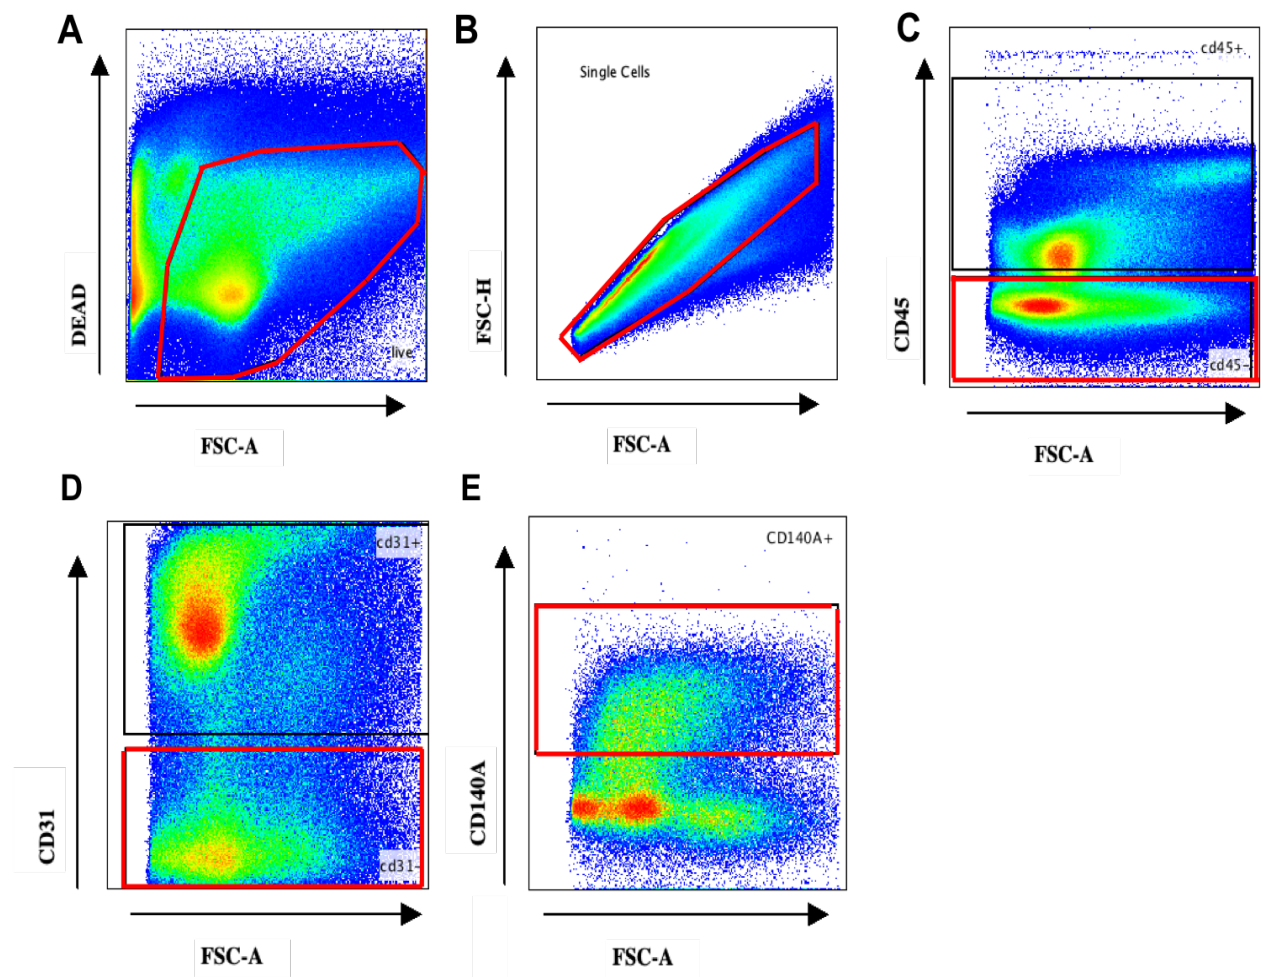 A
DEAD
live
FSC-A
B
Single Cells
FSC-H
FSC-A
C
cd45+
CD45
cd45-
FSC-A
D
cd31+
CD31
cd31-
FSC-A
E
CD140A+
CD140A
FSC-A